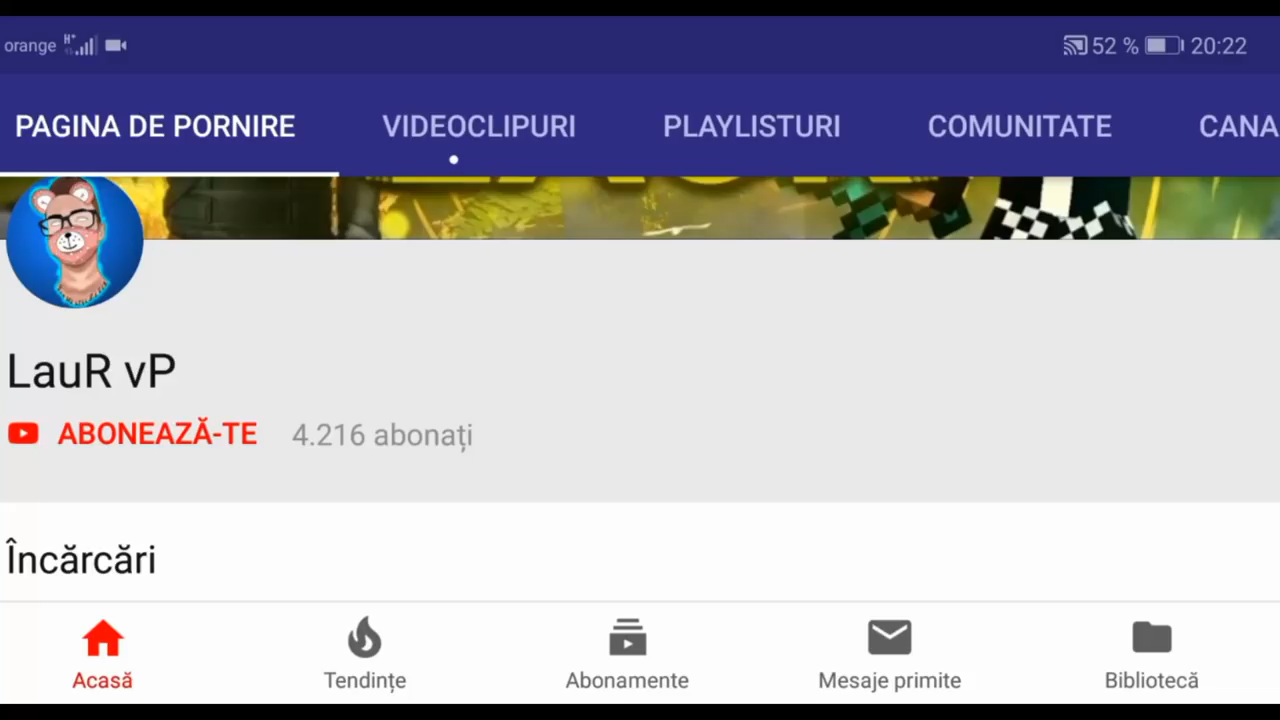 orange H+ 52 % 20:22
PAGINA DE PORNIRE VIDEOCLIPURI PLAYLISTURI COMUNITATE CANA
LauR vP
ABONEAZĂ-TE 4.216 abonați
Încărcări
Acasă Tendințe Abonamente Mesaje primite Bibliotecă